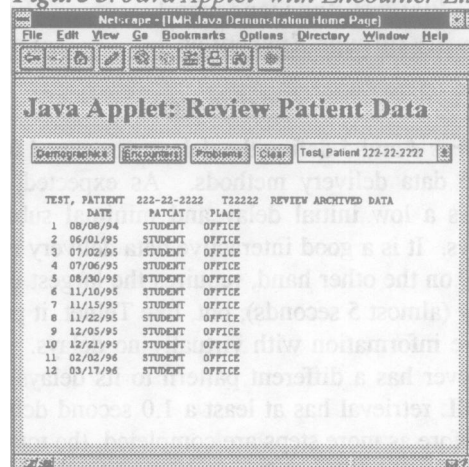 Figure 3. Java Applet with Encounter
Netscape - [TMR Java Demonstration Home Page]
File Edit View Go Bookmarks Options Directory Window Help
Java Applet: Review Patient Data
Demographics Encounters Problems Clear Test, Patient 222-22-2222
TEST, PATIENT 222-22-2222 T22222 REVIEW ARCHIVED DATA
DATE PATCAT PLACE
1 08/08/94 STUDENT OFFICE
2 06/01/95 STUDENT OFFICE
3 07/02/95 STUDENT OFFICE
4 07/06/95 STUDENT OFFICE
5 08/30/95 STUDENT OFFICE
6 11/10/95 STUDENT OFFICE
7 11/15/95 STUDENT OFFICE
8 11/22/95 STUDENT OFFICE
9 12/05/95 STUDENT OFFICE
10 12/23/95 STUDENT OFFICE
11 02/02/96 STUDENT OFFICE
12 03/17/96 STUDENT OFFICE